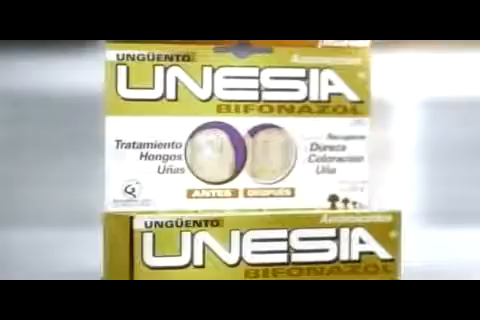 UNGÜENTO
UNESIA
BIFONAZOL
Tratamiento
Hongos
Uñas
Recupera
Dureza
Coloración
Uña
ANTES
DESPUÉS
UNGÜENTO
UNESIA
BIFONAZOL